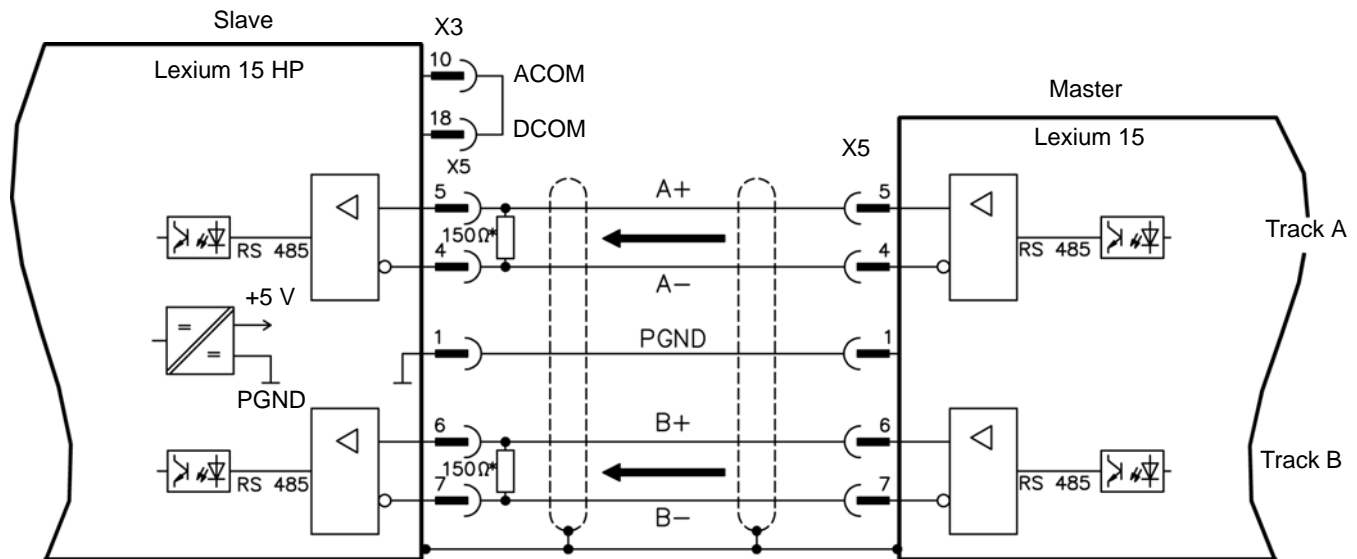 Slave
X3
Lexium 15 HP
10
ACOM
Master
18
DCOM
X5
Lexium 15
X5
5
A+
5
150Ω*
RS 485
RS 485
Track A
4
A-
4
+5 V
=
=
1
PGND
1
PGND
6
B+
6
150Ω*
RS 485
RS 485
Track B
7
B-
7